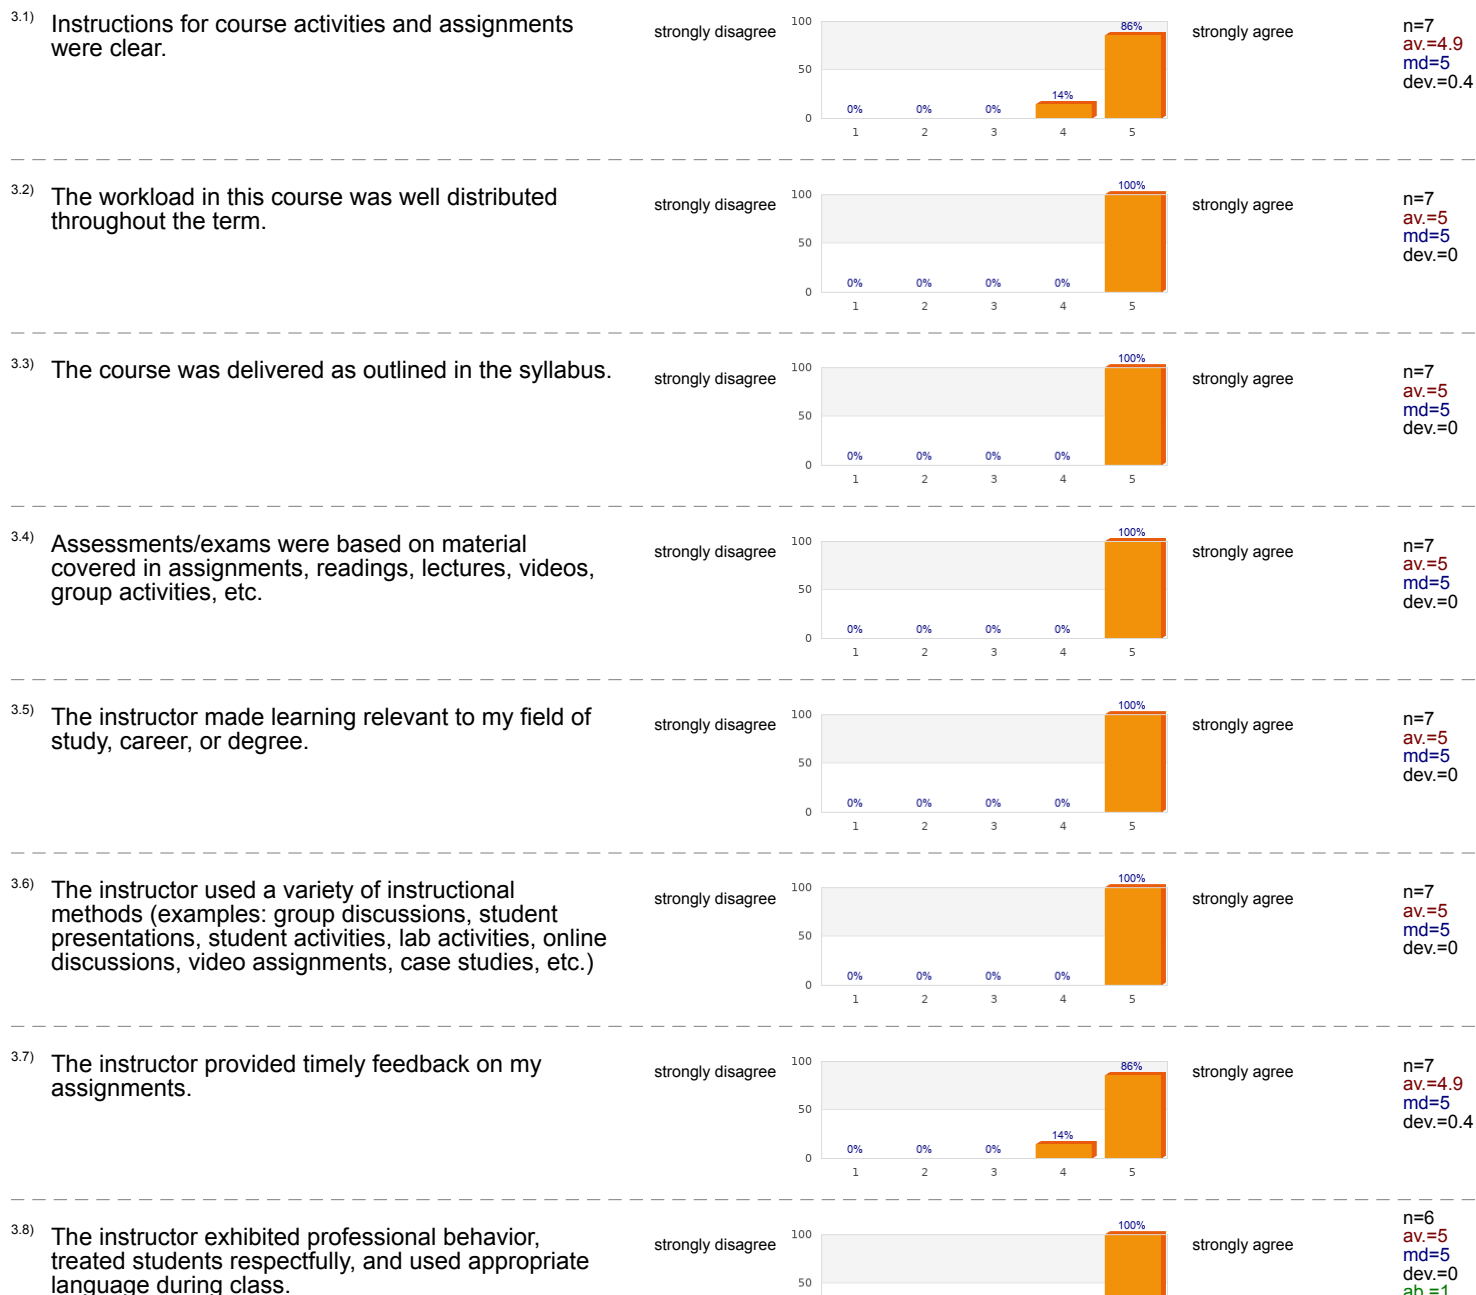 3.1) Instructions for course activities and assignments
were clear.
strongly disagree
100
50
0
0%
0%
0%
14%
86%
1 2 3 4 5
strongly agree
n=7
av.=4.9
md=5
dev.=0.4
3.2) The workload in this course was well distributed
throughout the term.
strongly disagree
100
50
0
0%
0%
0%
0%
100%
1 2 3 4 5
strongly agree
n=7
av.=5
md=5
dev.=0
3.3) The course was delivered as outlined in the syllabus.
strongly disagree
100
50
0
0%
0%
0%
0%
100%
1 2 3 4 5
strongly agree
n=7
av.=5
md=5
dev.=0
3.4) Assessments/exams were based on material
covered in assignments, readings, lectures, videos,
group activities, etc.
strongly disagree
100
50
0
0%
0%
0%
0%
100%
1 2 3 4 5
strongly agree
n=7
av.=5
md=5
dev.=0
3.5) The instructor made learning relevant to my field of
study, career, or degree.
strongly disagree
100
50
0
0%
0%
0%
0%
100%
1 2 3 4 5
strongly agree
n=7
av.=5
md=5
dev.=0
3.6) The instructor used a variety of instructional
methods (examples: group discussions, student
presentations, student activities, lab activities, online
discussions, video assignments, case studies, etc.)
strongly disagree
100
50
0
0%
0%
0%
0%
100%
1 2 3 4 5
strongly agree
n=7
av.=5
md=5
dev.=0
3.7) The instructor provided timely feedback on my
assignments.
strongly disagree
100
50
0
0%
0%
0%
14%
86%
1 2 3 4 5
strongly agree
n=7
av.=4.9
md=5
dev.=0.4
3.8) The instructor exhibited professional behavior,
treated students respectfully, and used appropriate
language during class.
strongly disagree
100
50
100%
strongly agree
n=6
av.=5
md=5
dev.=0
ab.=1